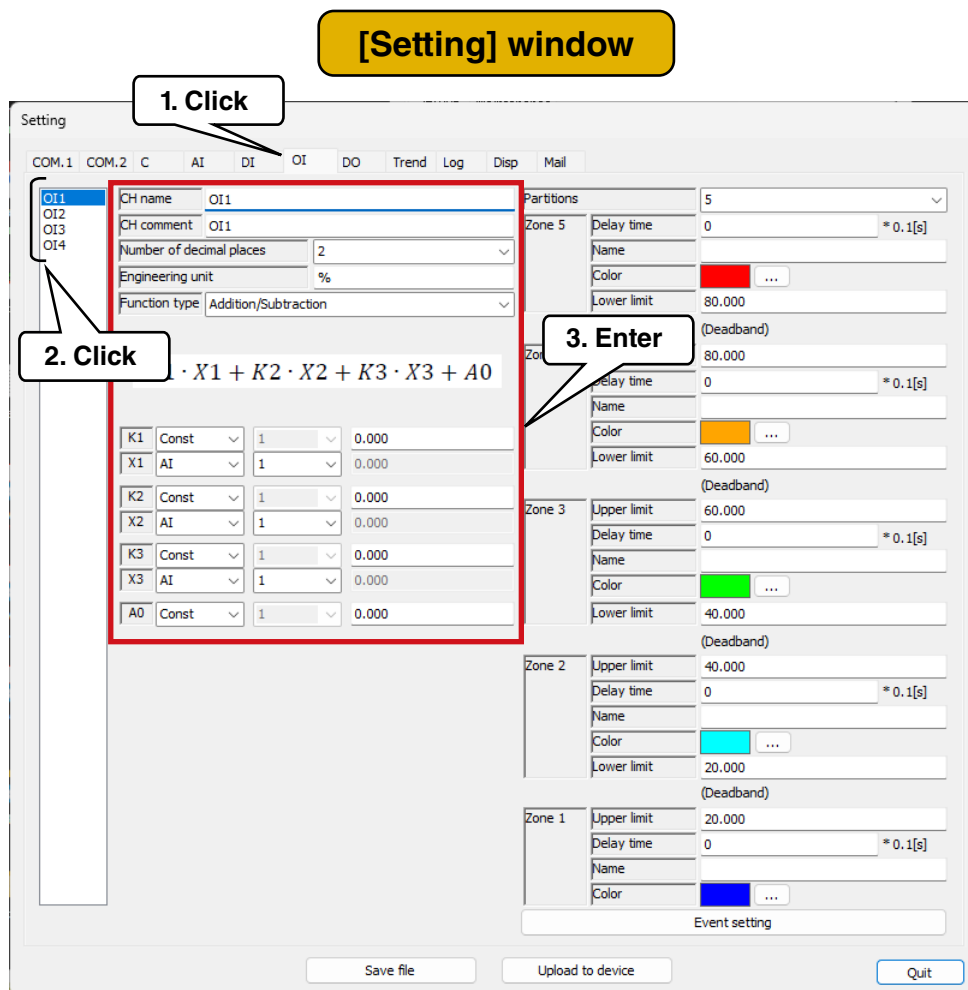 [Setting] window
1. Click
Setting
COM.1 COM.2 C AI DI OI DO Trend Log Disp Mail
OI1
OI2
OI3
OI4
2. Click
CH name OI1
CH comment OI1
Number of decimal places 2
Engineering unit %
Function type Addition/Subtraction
3. Enter
· X1 + K2 · X2 + K3 · X3 + A0
K1 Const 1 0.000
X1 AI 1 0.000
K2 Const 1 0.000
X2 AI 1 0.000
K3 Const 1 0.000
X3 AI 1 0.000
A0 Const 1 0.000
Partitions 5
Zone 5 Delay time 0 * 0.1[s]
Name
Color ...
Lower limit 80.000
(Deadband)
80.000
Delay time 0 * 0.1[s]
Name
Color ...
Lower limit 60.000
(Deadband)
Zone 3 Upper limit 60.000
Delay time 0 * 0.1[s]
Name
Color ...
Lower limit 40.000
(Deadband)
Zone 2 Upper limit 40.000
Delay time 0 * 0.1[s]
Name
Color ...
Lower limit 20.000
(Deadband)
Zone 1 Upper limit 20.000
Delay time 0 * 0.1[s]
Name
Color ...
Event setting
Save file Upload to device Quit